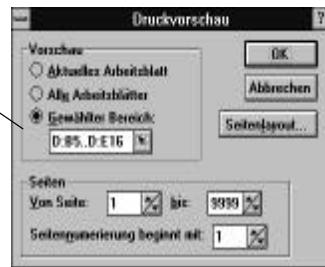 Druckvorschau ?
Vorschau
Aktuelles Arbeitsblatt
Alle Arbeitsblätter
Gewählter Bereich:
D:B5..D:E16
OK
Abbrechen
Seitenlayout...
Seiten
Von Seite: 1 bis: 9999
Seitennumerierung beginnt mit: 1